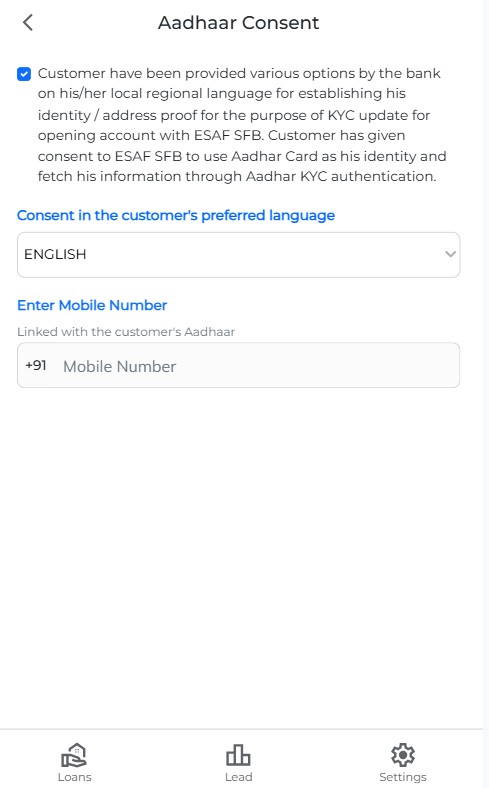 Aadhaar Consent
Customer have been provided various options by the bank
on his/her local regional language for establishing his
identity / address proof for the purpose of KYC update for
opening account with ESAF SFB. Customer has given
consent to ESAF SFB to use Aadhar Card as his identity and
fetch his information through Aadhar KYC authentication.
Consent in the customer's preferred language
ENGLISH
Enter Mobile Number
Linked with the customer's Aadhaar
+91 Mobile Number
Loans Lead Settings